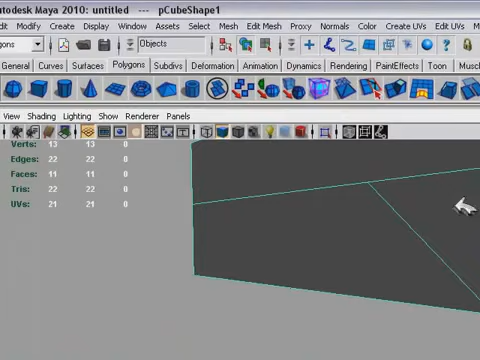 Autodesk Maya 2010: untitled --- pCubeShape1
Modify Create Display Window Assets Select Mesh Edit Mesh Proxy Normals Color Create UVs Edit UVs
Objects
Curves Surfaces Polygons Subdivs Deformation Animation Dynamics Rendering PaintEffects Toon
View Shading Lighting Show Renderer Panels
Verts: 13 13 0
Edges: 22 22 0
Faces: 11 11 0
Tris: 22 22 0
UVs: 21 21 0